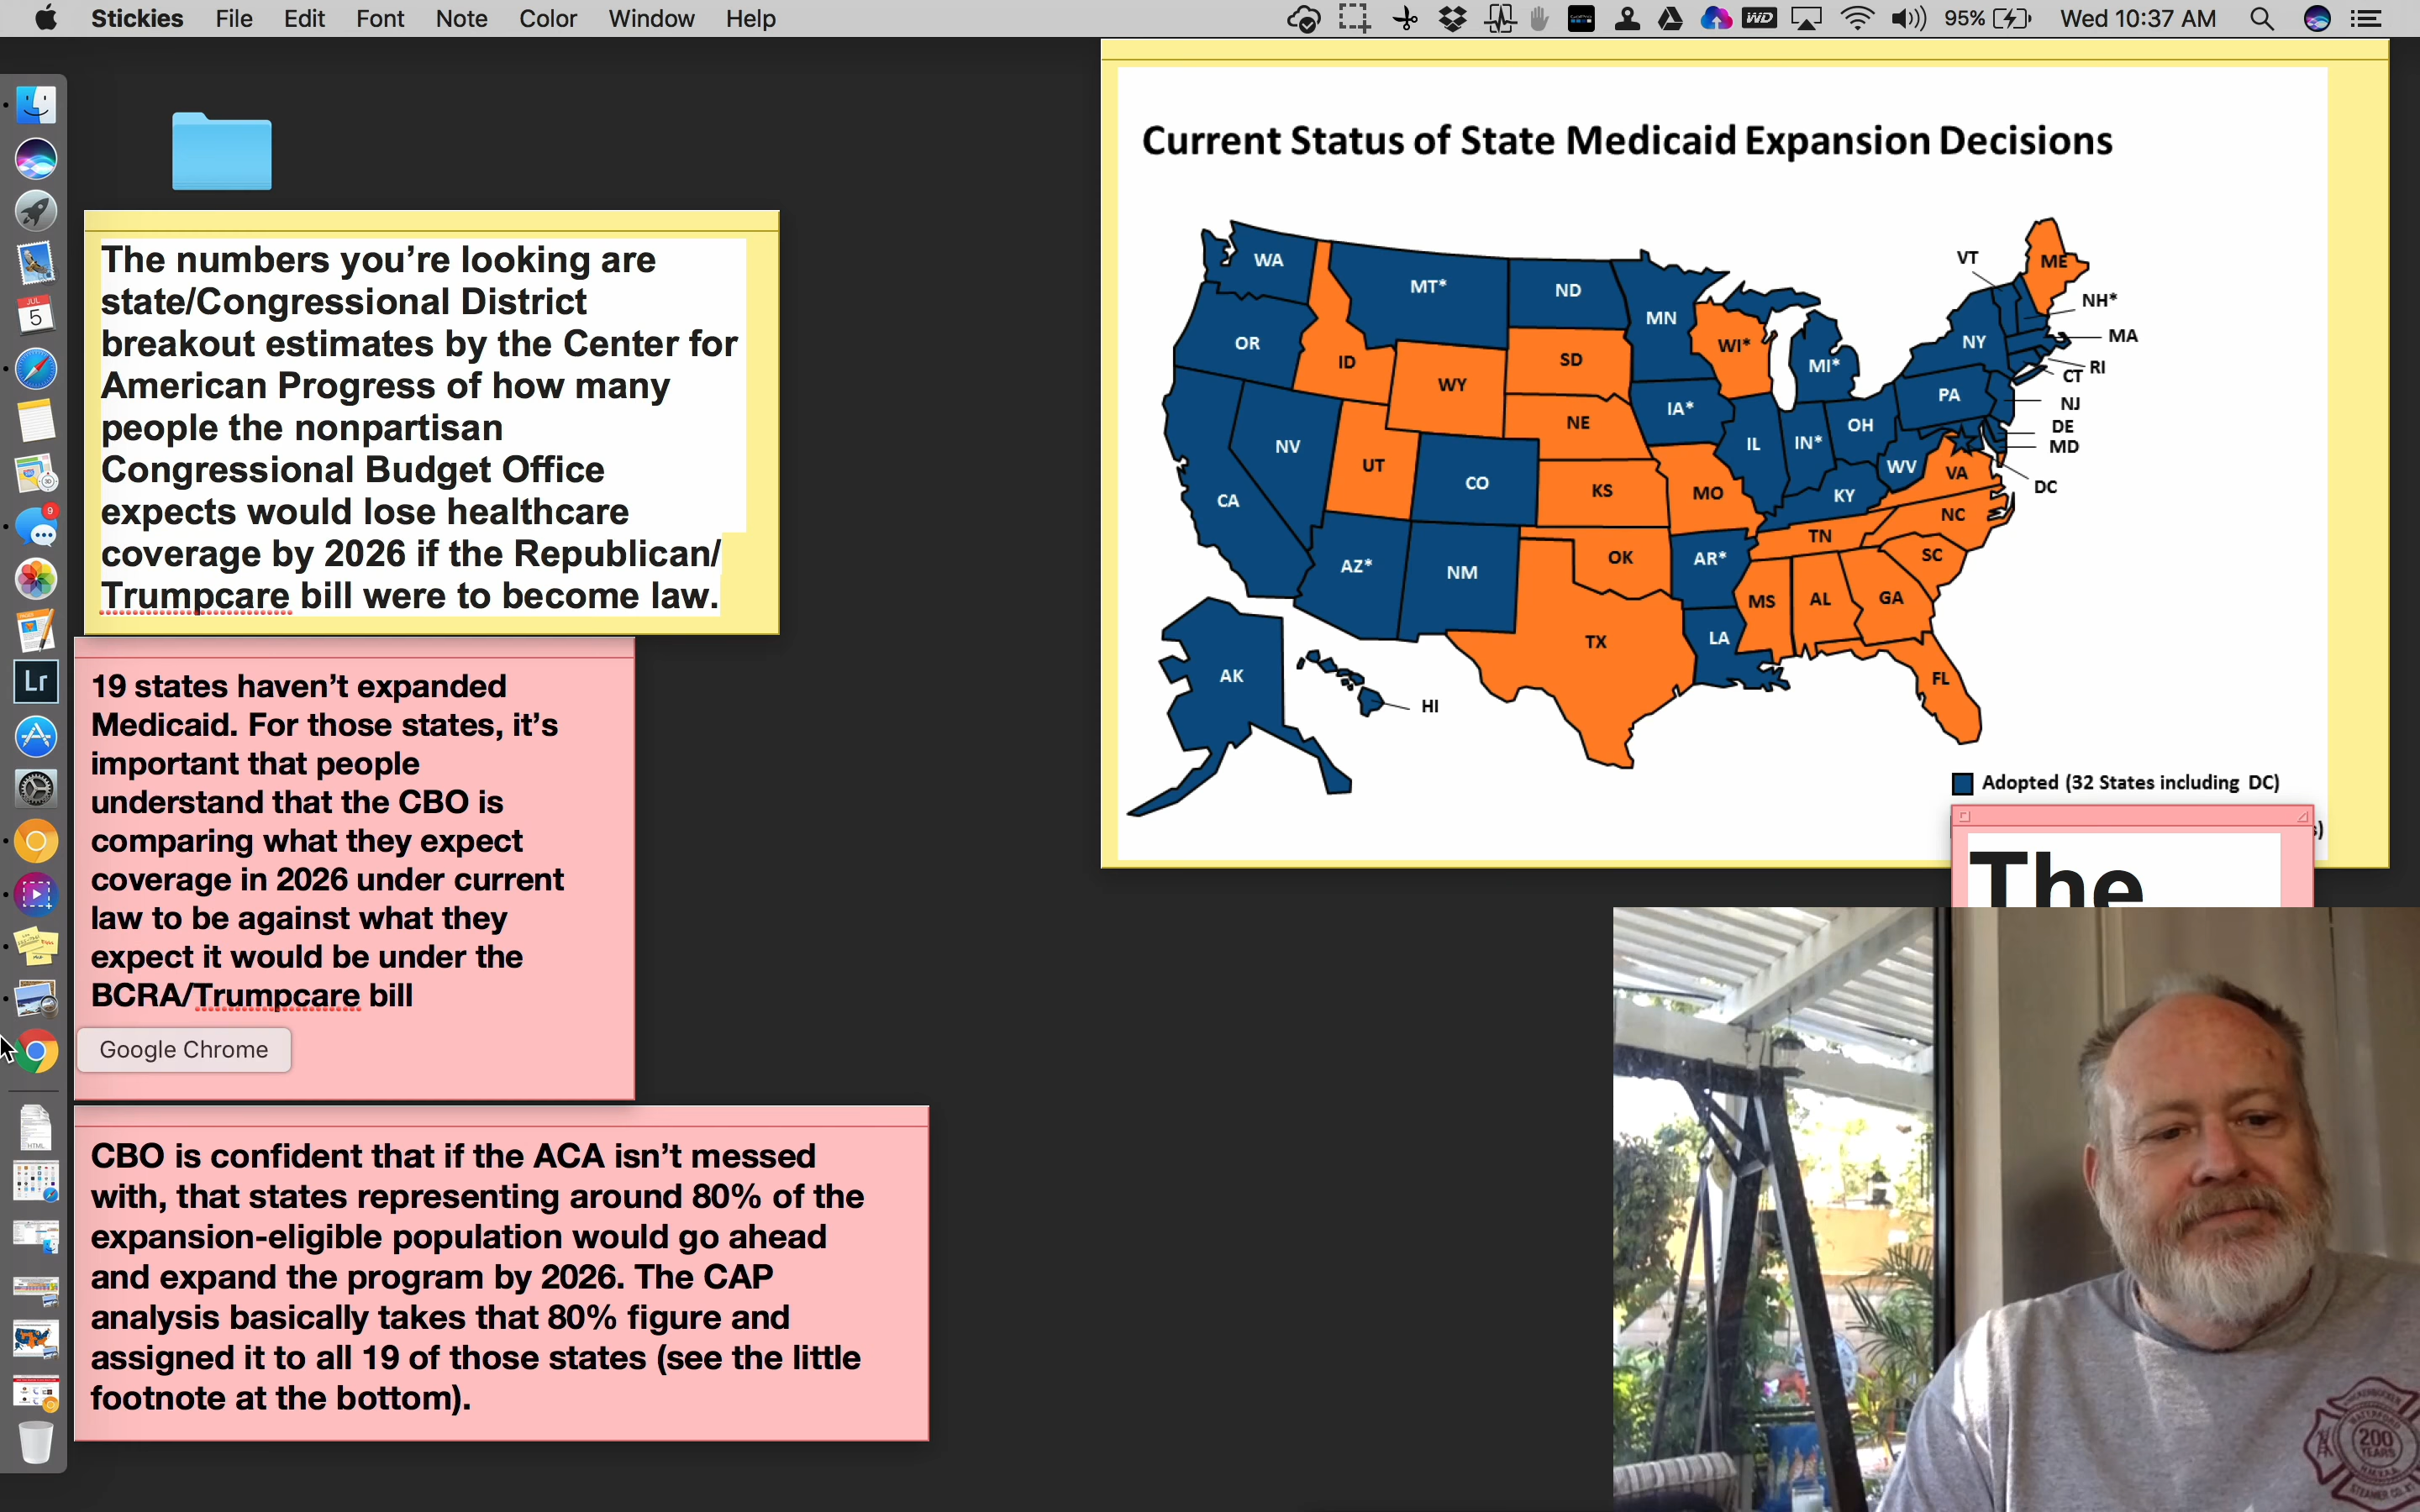 Stickies File Edit Font Note Color Window Help
WD 95% Wed 10:37 AM
JUL
5
9
Lr
HTML
The numbers you’re looking are
state/Congressional District
breakout estimates by the Center for
American Progress of how many
people the nonpartisan
Congressional Budget Office
expects would lose healthcare
coverage by 2026 if the Republican/
Trumpcare bill were to become law.
19 states haven’t expanded
Medicaid. For those states, it’s
important that people
understand that the CBO is
comparing what they expect
coverage in 2026 under current
law to be against what they
expect it would be under the
BCRA/Trumpcare bill
Google Chrome
CBO is confident that if the ACA isn’t messed
with, that states representing around 80% of the
expansion-eligible population would go ahead
and expand the program by 2026. The CAP
analysis basically takes that 80% figure and
assigned it to all 19 of those states (see the little
footnote at the bottom).
Current Status of State Medicaid Expansion Decisions
WA
MT*
ND
MN
VT
ME
NH*
MA
OR
ID
WY
SD
WI*
MI*
NY
RI
CT
PA
NJ
IA*
NE
NV
UT
CO
IL
IN*
OH
DE
MD
WV
VA
DC
CA
KS
MO
KY
NC
TN
SC
AZ*
NM
OK
AR*
MS
AL
GA
TX
LA
FL
AK
HI
Adopted (32 States including DC)
The
200
YEARS